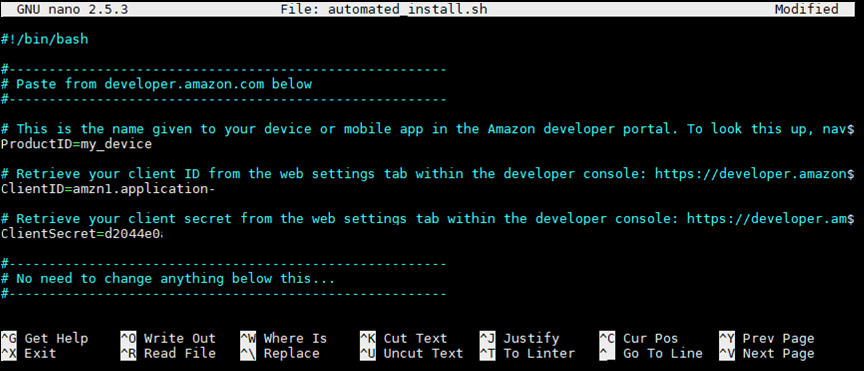 GNU nano 2.5.3 File: automated_install.sh Modified
#!/bin/bash
#-------------------------------------------------------
# Paste from developer.amazon.com below
#-------------------------------------------------------
# This is the name given to your device or mobile app in the Amazon developer portal. To look this up, nav$
ProductID=my_device
# Retrieve your client ID from the web settings tab within the developer console: https://developer.amazon$
ClientID=amzn1.application-
# Retrieve your client secret from the web settings tab within the developer console: https://developer.am$
ClientSecret=d2044e0
#-------------------------------------------------------
# No need to change anything below this...
#-------------------------------------------------------
^G Get Help ^O Write Out ^W Where Is ^K Cut Text ^J Justify ^C Cur Pos ^Y Prev Page
^X Exit ^R Read File ^\ Replace ^U Uncut Text ^T To Linter ^_ Go To Line ^V Next Page